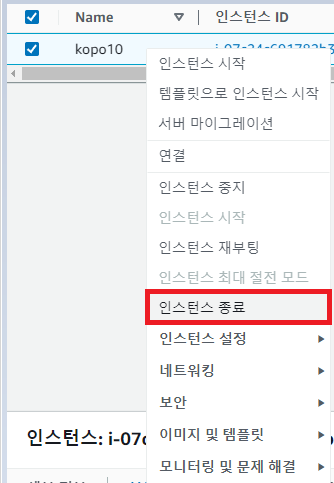 Name 인스턴스 ID
kopo10
인스턴스 시작
템플릿으로 인스턴스 시작
서버 마이그레이션
연결
인스턴스 중지
인스턴스 시작
인스턴스 재부팅
인스턴스 최대 절전 모드
인스턴스 종료
인스턴스 설정
네트워킹
보안
이미지 및 템플릿
모니터링 및 문제 해결
인스턴스: i-07